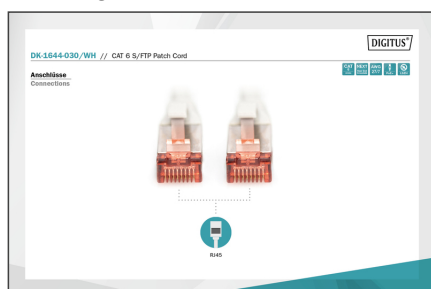 DIGITUS®
DK-1644-030/WH // CAT 6 S/FTP Patch Cord
Anschlüsse
Connections
RJ45